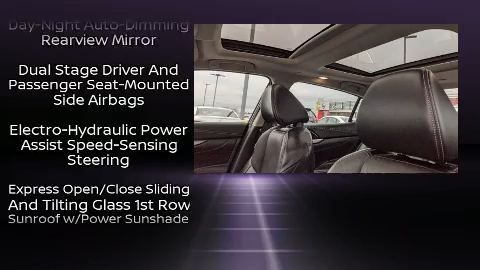 Day-Night Auto-Dimming
Rearview Mirror
Dual Stage Driver And
Passenger Seat-Mounted
Side Airbags
Electro-Hydraulic Power
Assist Speed-Sensing
Steering
Express Open/Close Sliding
And Tilting Glass 1st Row
Sunroof w/Power Sunshade